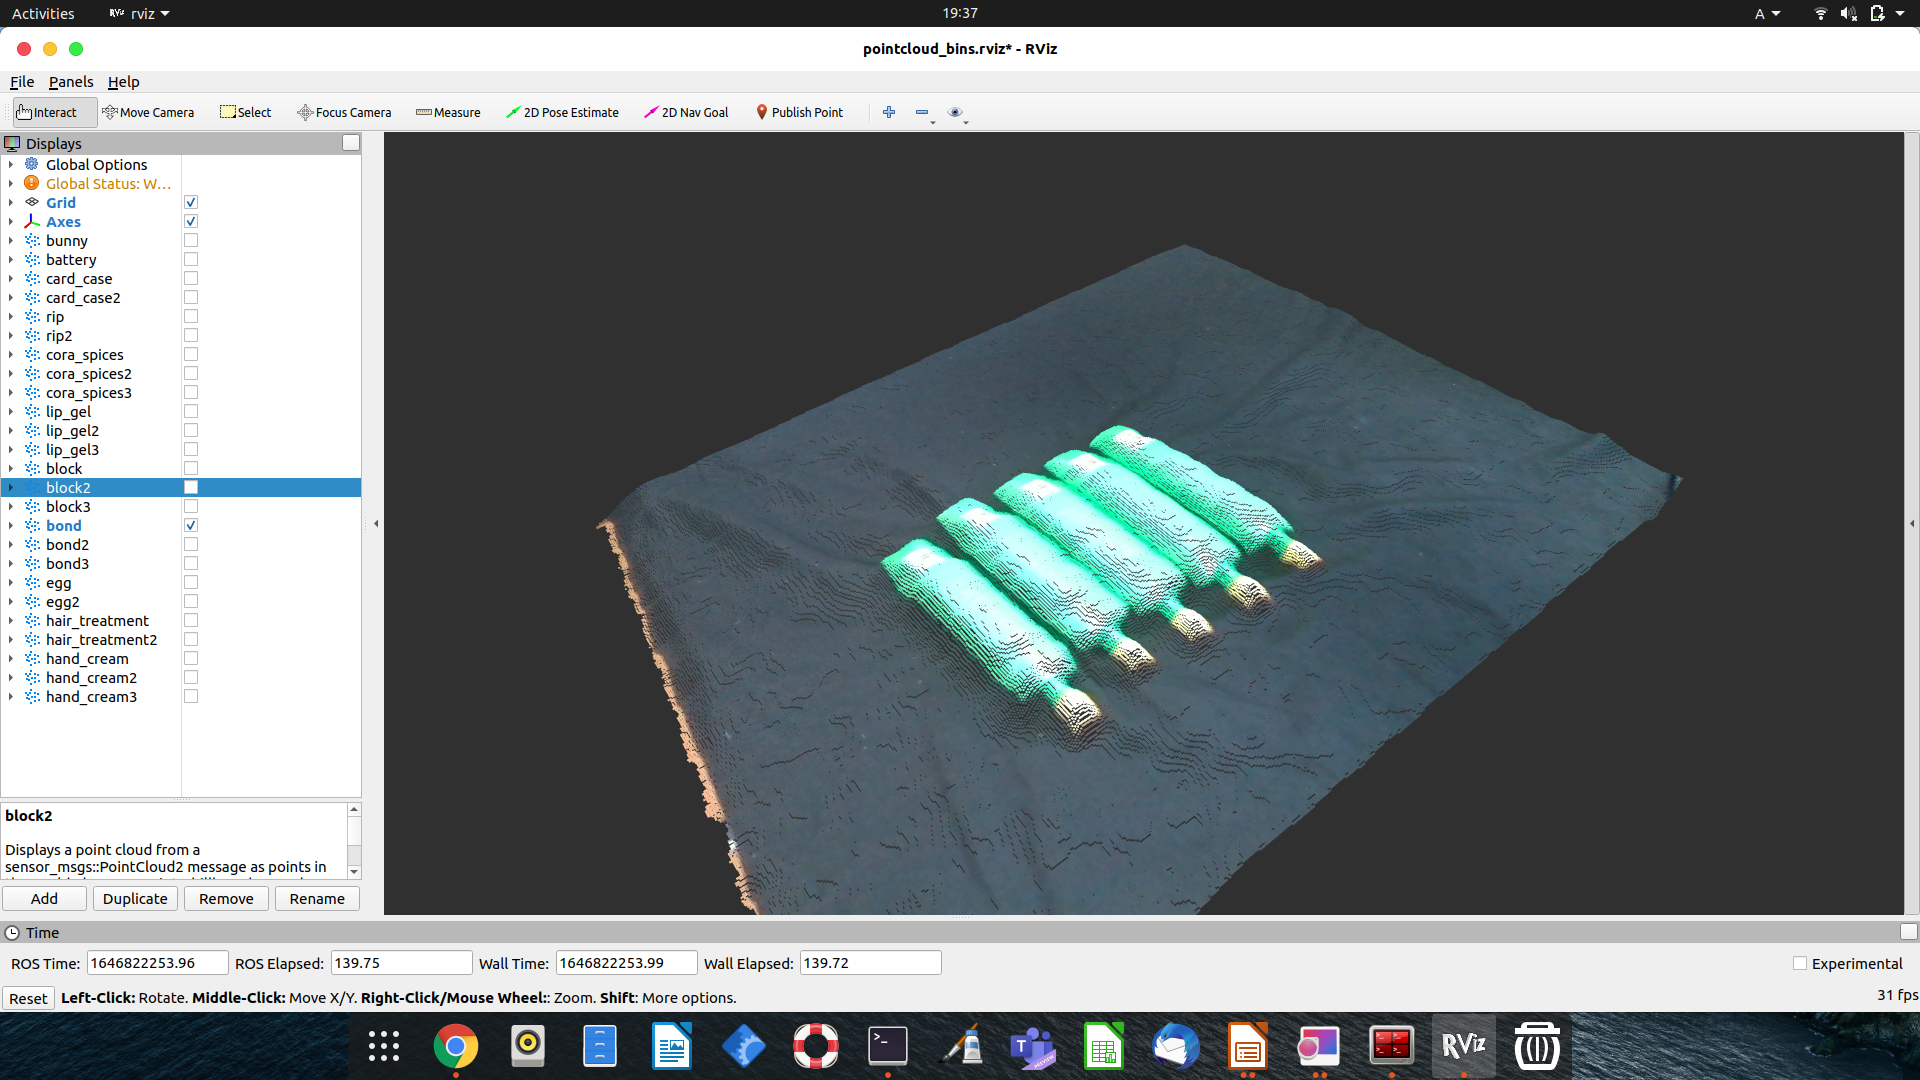 Activities rviz 19:37 A
pointcloud_bins.rviz* - RViz
File Panels Help
Interact Move Camera Select Focus Camera Measure 2D Pose Estimate 2D Nav Goal Publish Point
Displays
Global Options
Global Status: W...
Grid
Axes
bunny
battery
card_case
card_case2
rip
rip2
cora_spices
cora_spices2
cora_spices3
lip_gel
lip_gel2
lip_gel3
block
block2
block3
bond
bond2
bond3
egg
egg2
hair_treatment
hair_treatment2
hand_cream
hand_cream2
hand_cream3
block2
Displays a point cloud from a
sensor_msgs::PointCloud2 message as points in
Add Duplicate Remove Rename
Time
ROS Time: 1646822253.96 ROS Elapsed: 139.75 Wall Time: 1646822253.99 Wall Elapsed: 139.72 Experimental
Reset Left-Click: Rotate. Middle-Click: Move X/Y. Right-Click/Mouse Wheel:: Zoom. Shift: More options. 31 fps
RViz